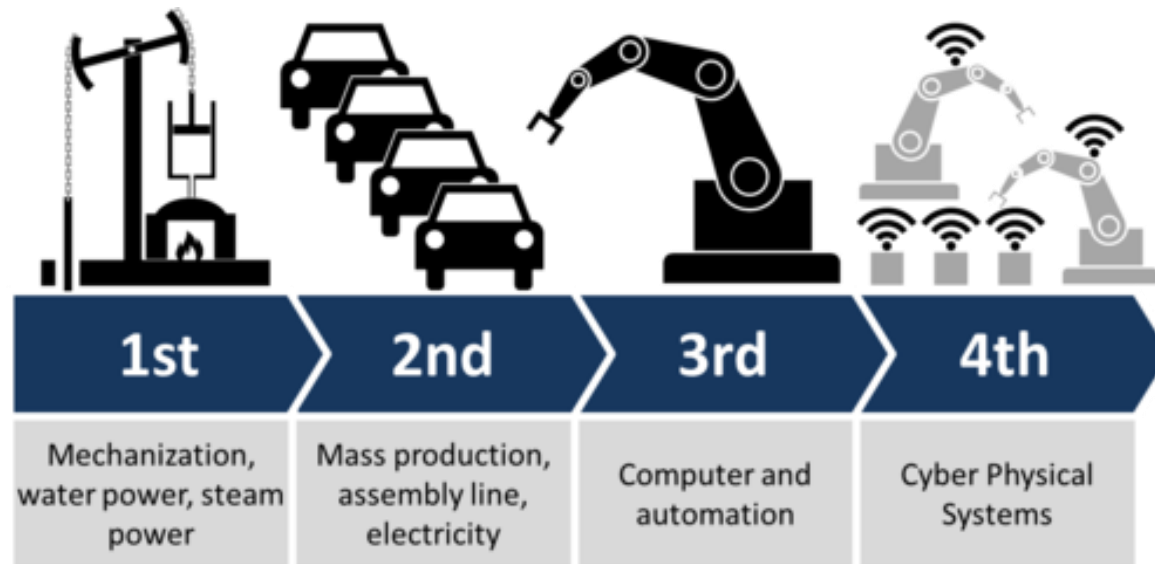 1st
2nd
3rd
4th
Mechanization,
water power, steam
power
Mass production,
assembly line,
electricity
Computer and
automation
Cyber Physical
Systems